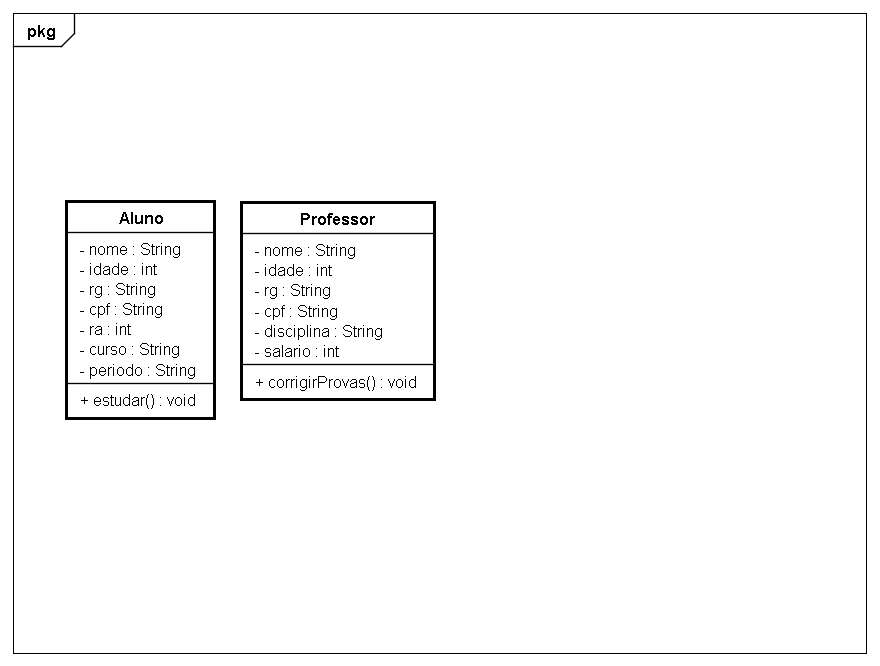 pkg
Aluno
- nome : String
- idade : int
- rg : String
- cpf : String
- ra : int
- curso : String
- periodo : String
+ estudar() : void
Professor
- nome : String
- idade : int
- rg : String
- cpf : String
- disciplina : String
- salario : int
+ corrigirProvas() : void